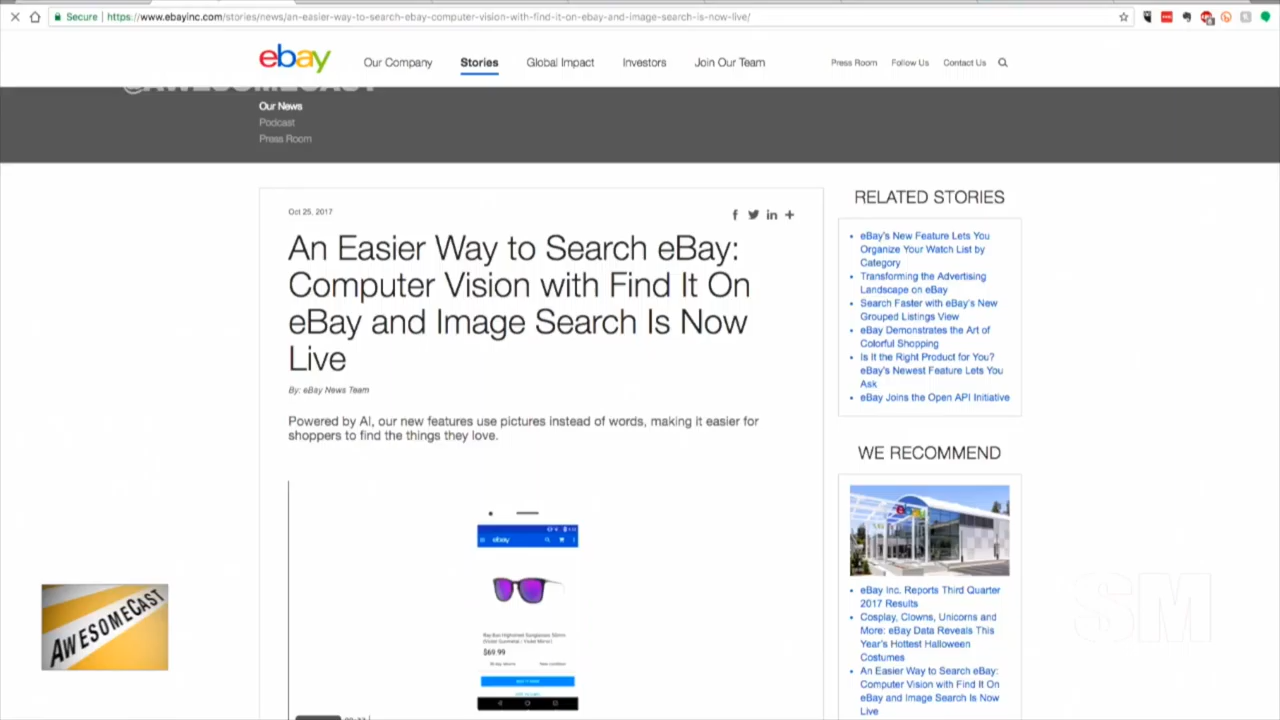 Secure
https://www.ebayinc.com/stories/news/an-easier-way-to-search-ebay-computer-vision-with-find-it-on-ebay-and-image-search-is-now-live/
ebay
Our Company
Stories
Global Impact
Investors
Join Our Team
Press Room
Follow Us
Contact Us
@AWESOMECAST
Our News
Podcast
Press Room
Oct 25, 2017
An Easier Way to Search eBay:
Computer Vision with Find It On
eBay and Image Search Is Now
Live
By: eBay News Team
Powered by AI, our new features use pictures instead of words, making it easier for
shoppers to find the things they love.
ebay
$69.99
RELATED STORIES
eBay's New Feature Lets You
Organize Your Watch List by
Category
Transforming the Advertising
Landscape on eBay
Search Faster with eBay's New
Grouped Listings View
eBay Demonstrates the Art of
Colorful Shopping
Is It the Right Product for You?
eBay's Newest Feature Lets You
Ask
eBay Joins the Open API Initiative
WE RECOMMEND
eBay Inc. Reports Third Quarter
2017 Results
Cosplay, Clowns, Unicorns and
More: eBay Data Reveals This
Year's Hottest Halloween
Costumes
An Easier Way to Search eBay:
Computer Vision with Find It On
eBay and Image Search Is Now
Live
AWESOMECAST
SM